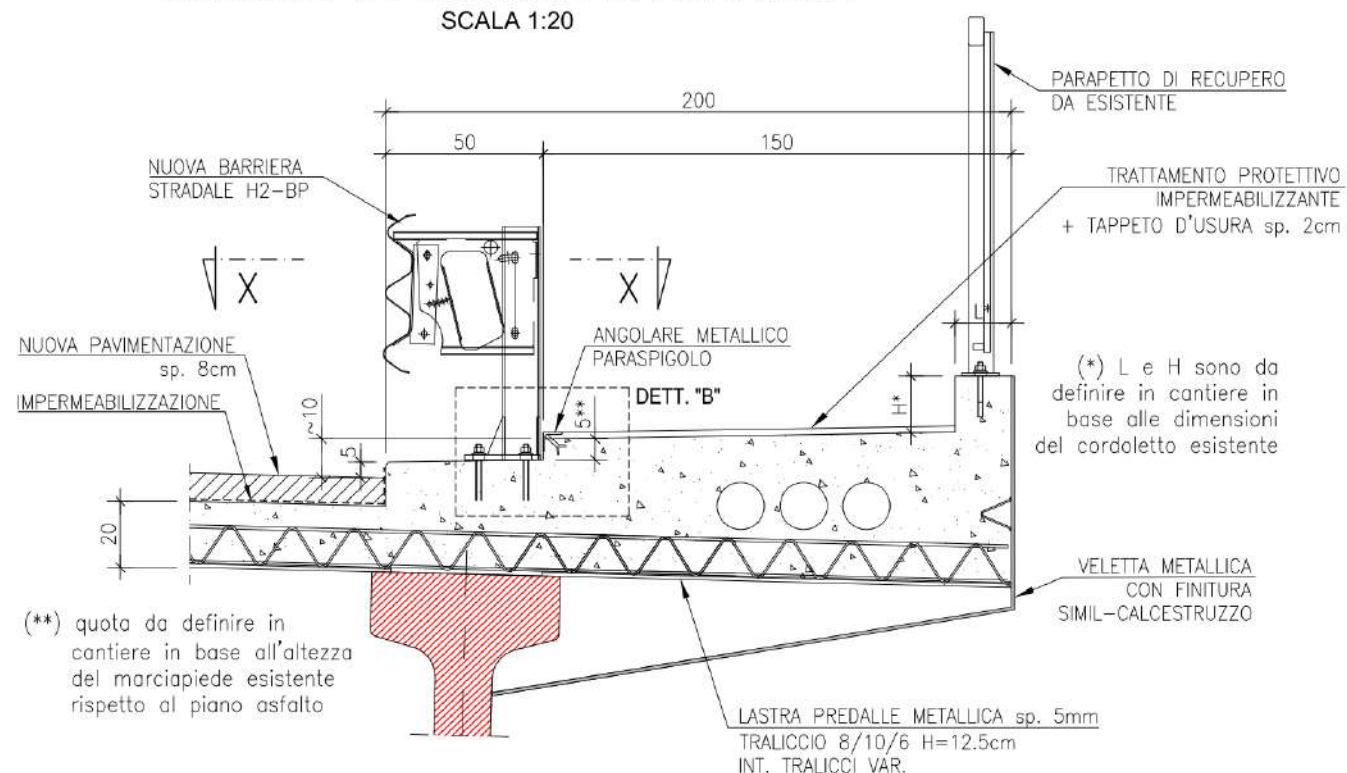 SCALA 1:20
PARAPETTO DI RECUPERO
DA ESISTENTE
200
50
150
NUOVA BARRIERA
STRADALE H2-BP
TRATTAMENTO PROTETTIVO
IMPERMEABILIZZANTE
+ TAPPETO D'USURA sp. 2cm
X
X
L*
NUOVA PAVIMENTAZIONE
sp. 8cm
ANGOLARE METALLICO
PARASPIGOLO
IMPERMEABILIZZAZIONE
DETT. "B"
~10
5
5**
H*
(*) L e H sono da
definire in cantiere in
base alle dimensioni
del cordoletto esistente
20
VELETTA METALLICA
CON FINITURA
SIMIL-CALCESTRUZZO
(**) quota da definire in
cantiere in base all'altezza
del marciapiede esistente
rispetto al piano asfalto
LASTRA PREDALLE METALLICA sp. 5mm
TRALICCIO 8/10/6 H=12.5cm
INT. TRALICCI VAR.